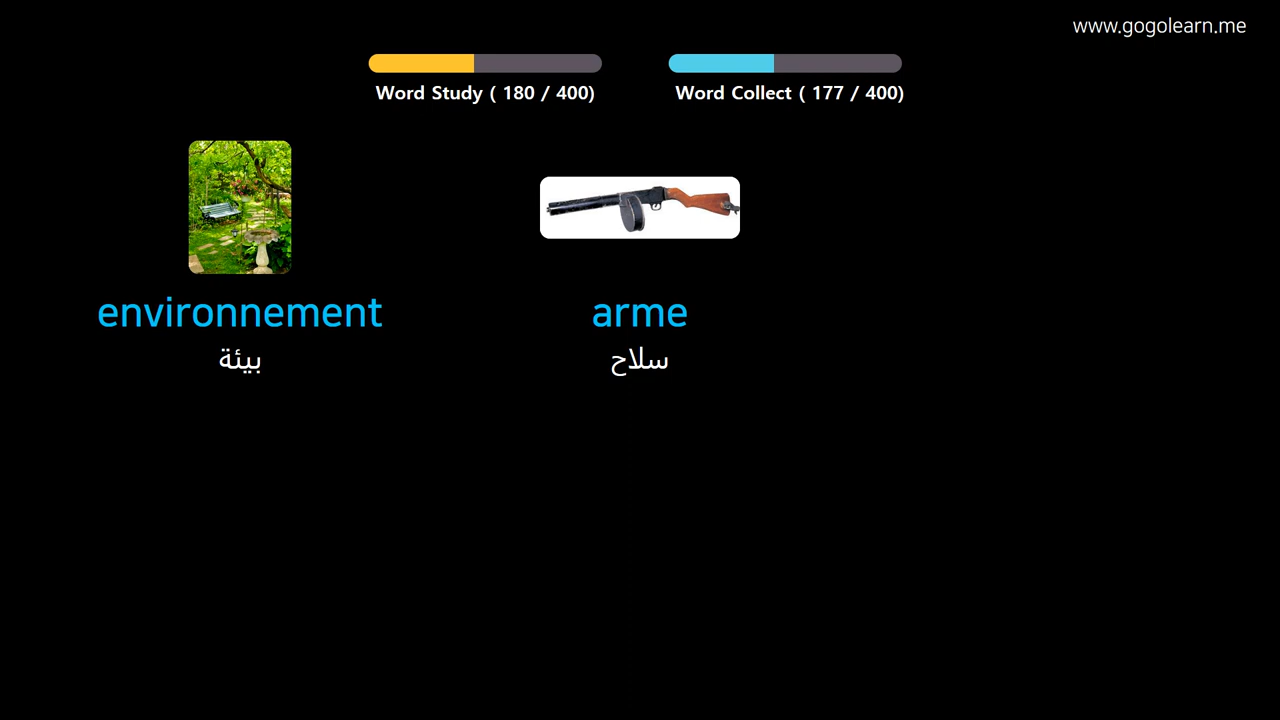 www.gogolearn.me
Word Study ( 180 / 400)
Word Collect ( 177 / 400)
environnement
بيئة
arme
سلاح